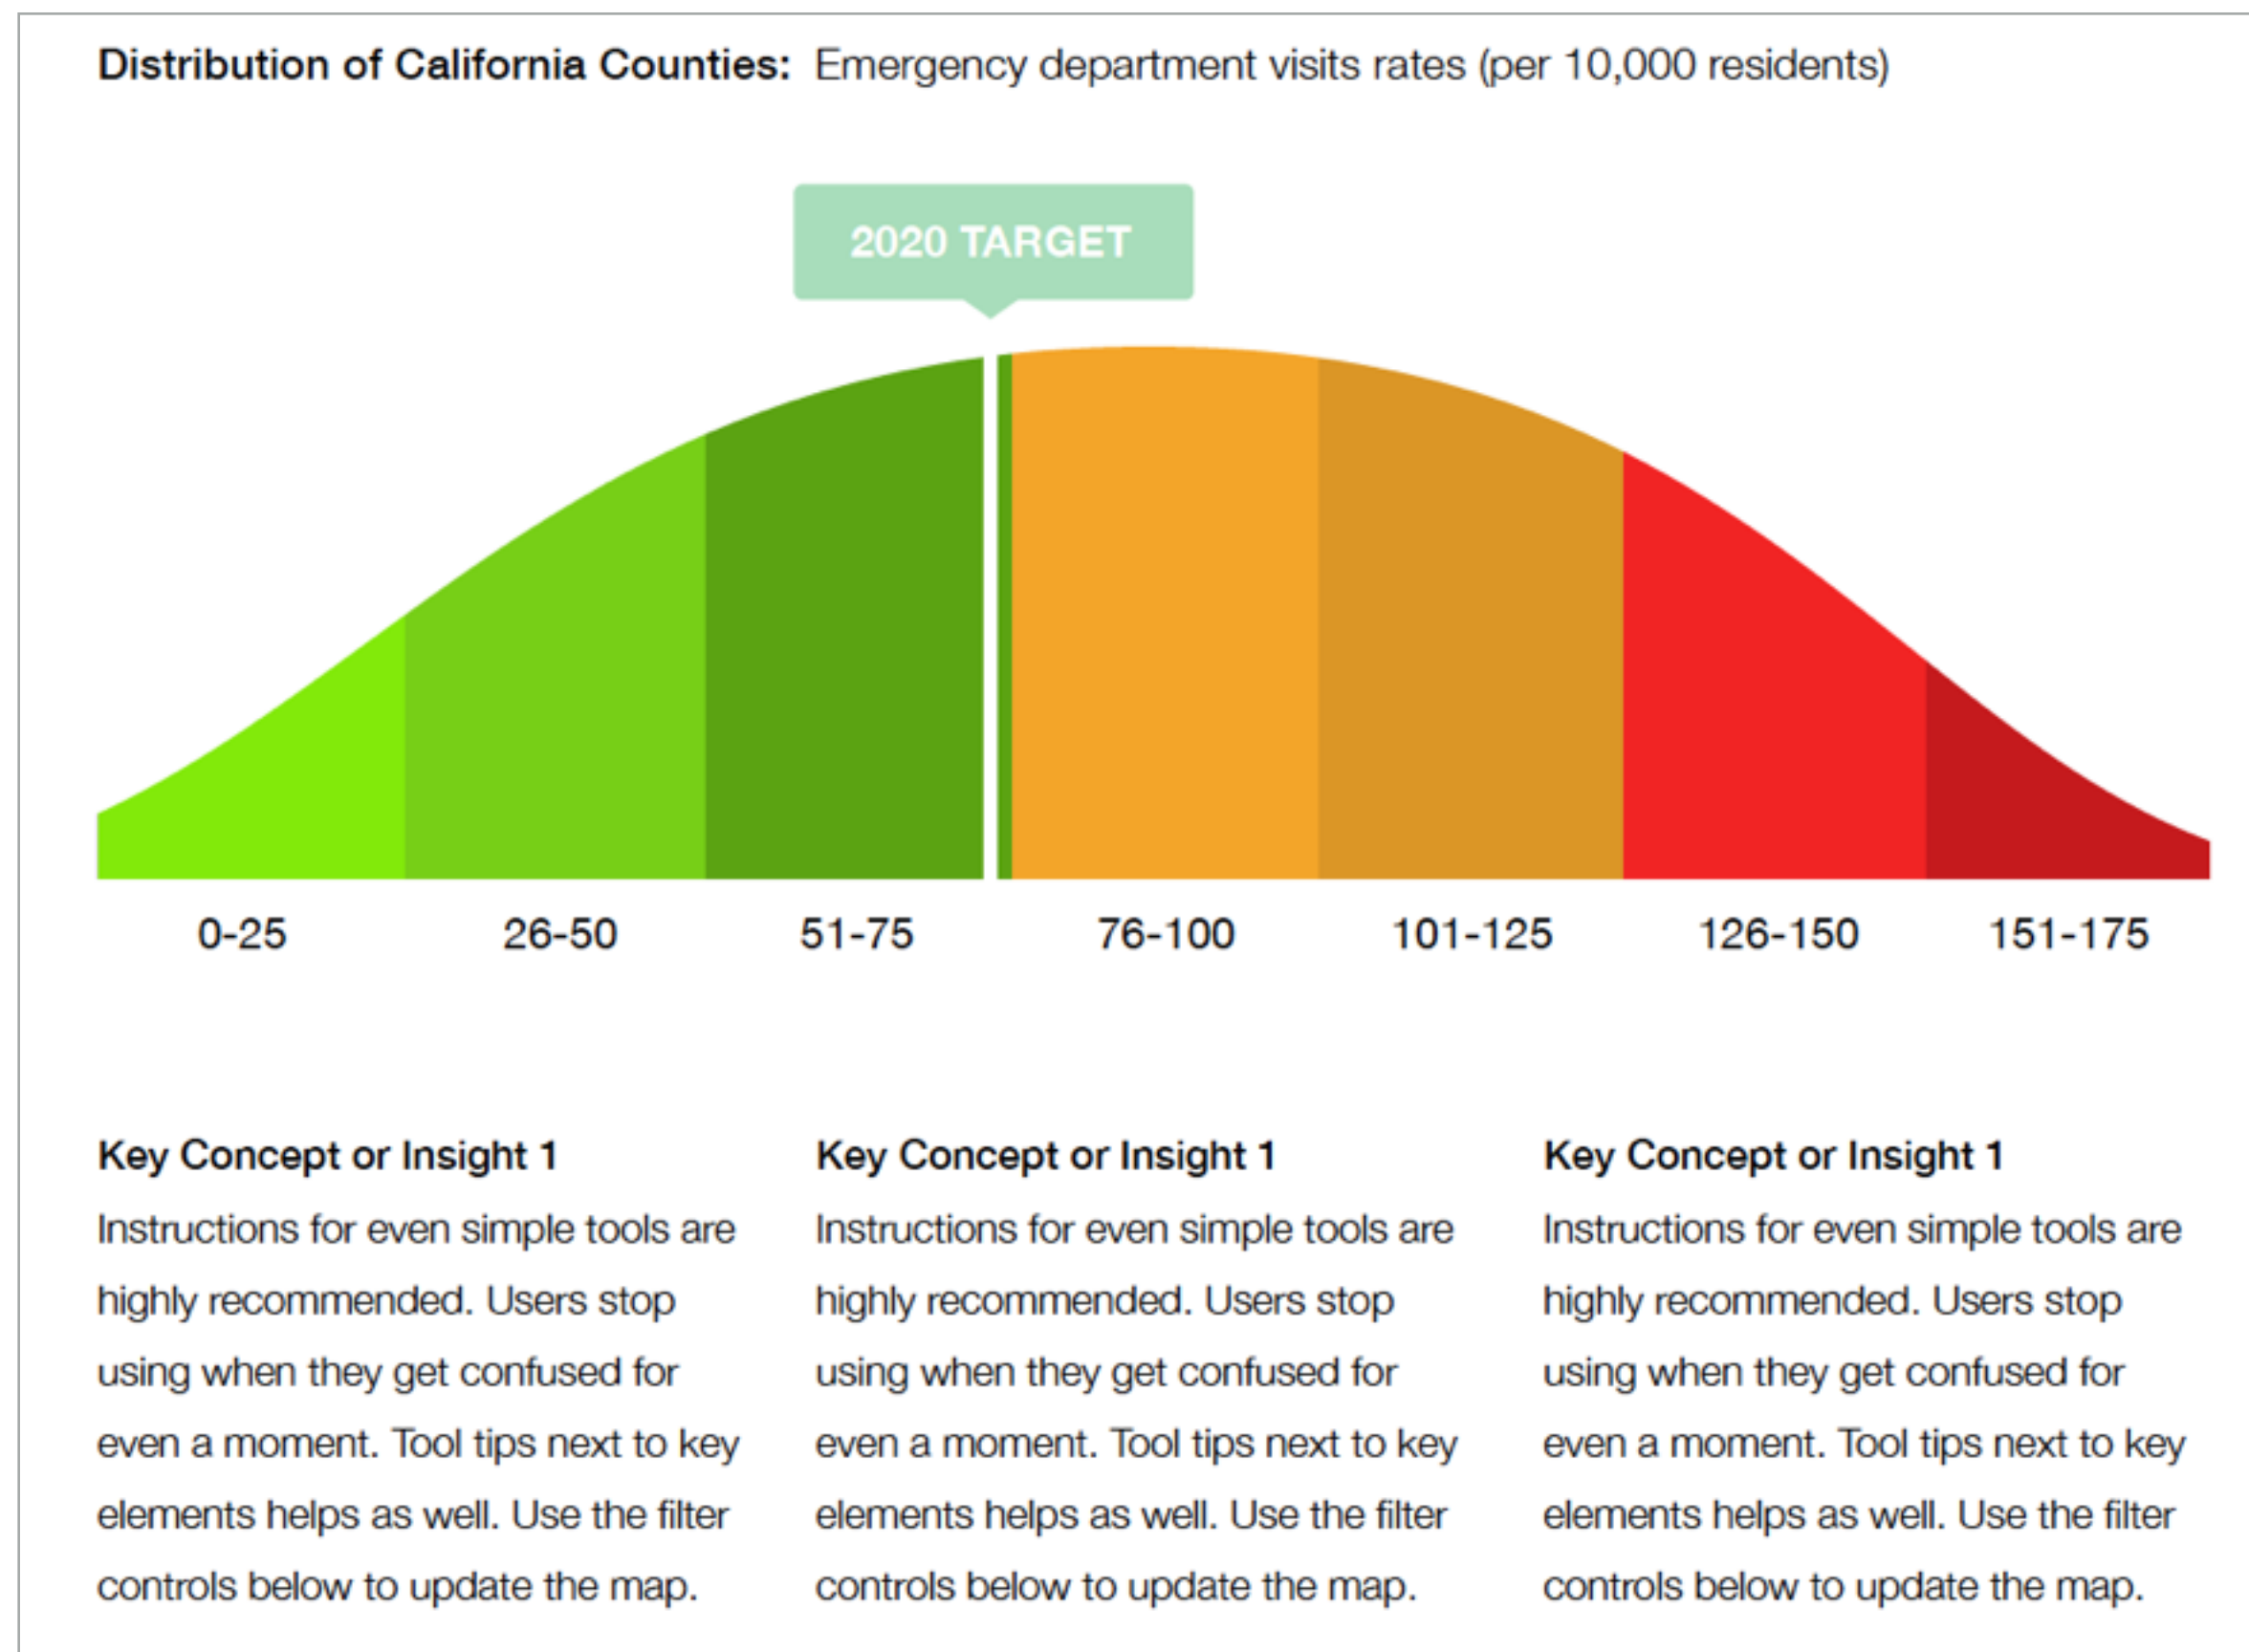 Distribution of California Counties: Emergency department visits rates (per 10,000 residents)
2020 TARGET
0-25 26-50 51-75 76-100 101-125 126-150 151-175
Key Concept or Insight 1
Instructions for even simple tools are
highly recommended. Users stop
using when they get confused for
even a moment. Tool tips next to key
elements helps as well. Use the filter
controls below to update the map.
Key Concept or Insight 1
Instructions for even simple tools are
highly recommended. Users stop
using when they get confused for
even a moment. Tool tips next to key
elements helps as well. Use the filter
controls below to update the map.
Key Concept or Insight 1
Instructions for even simple tools are
highly recommended. Users stop
using when they get confused for
even a moment. Tool tips next to key
elements helps as well. Use the filter
controls below to update the map.